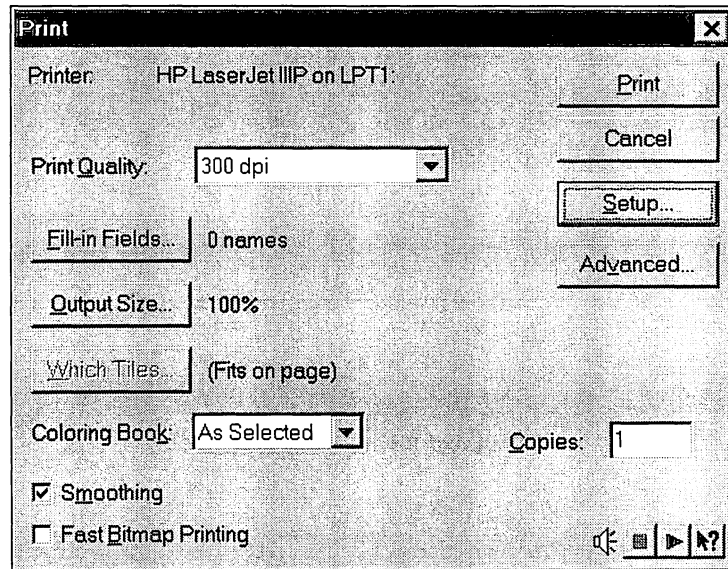 Print
Printer: HP LaserJet IIIP on LPT1:
Print
Cancel
Print Quality: 300 dpi
Setup...
Fill-in Fields... 0 names
Advanced...
Output Size... 100%
Which Tiles... (Fits on page)
Coloring Book: As Selected
Copies: 1
Smoothing
Fast Bitmap Printing
?